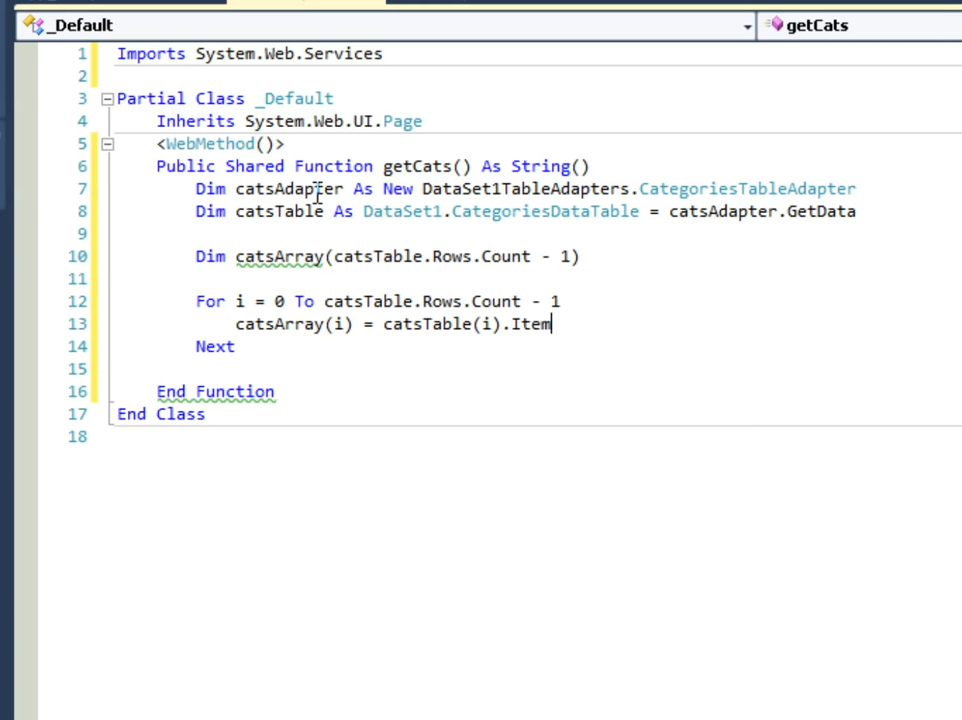 _Default
getCats
1 Imports System.Web.Services
2
3 Partial Class _Default
4 Inherits System.Web.UI.Page
5 <WebMethod()>
6 Public Shared Function getCats() As String()
7 Dim catsAdapter As New DataSet1TableAdapters.CategoriesTableAdapter
8 Dim catsTable As DataSet1.CategoriesDataTable = catsAdapter.GetData
9
10 Dim catsArray(catsTable.Rows.Count - 1)
11
12 For i = 0 To catsTable.Rows.Count - 1
13 catsArray(i) = catsTable(i).Item
14 Next
15
16 End Function
17 End Class
18